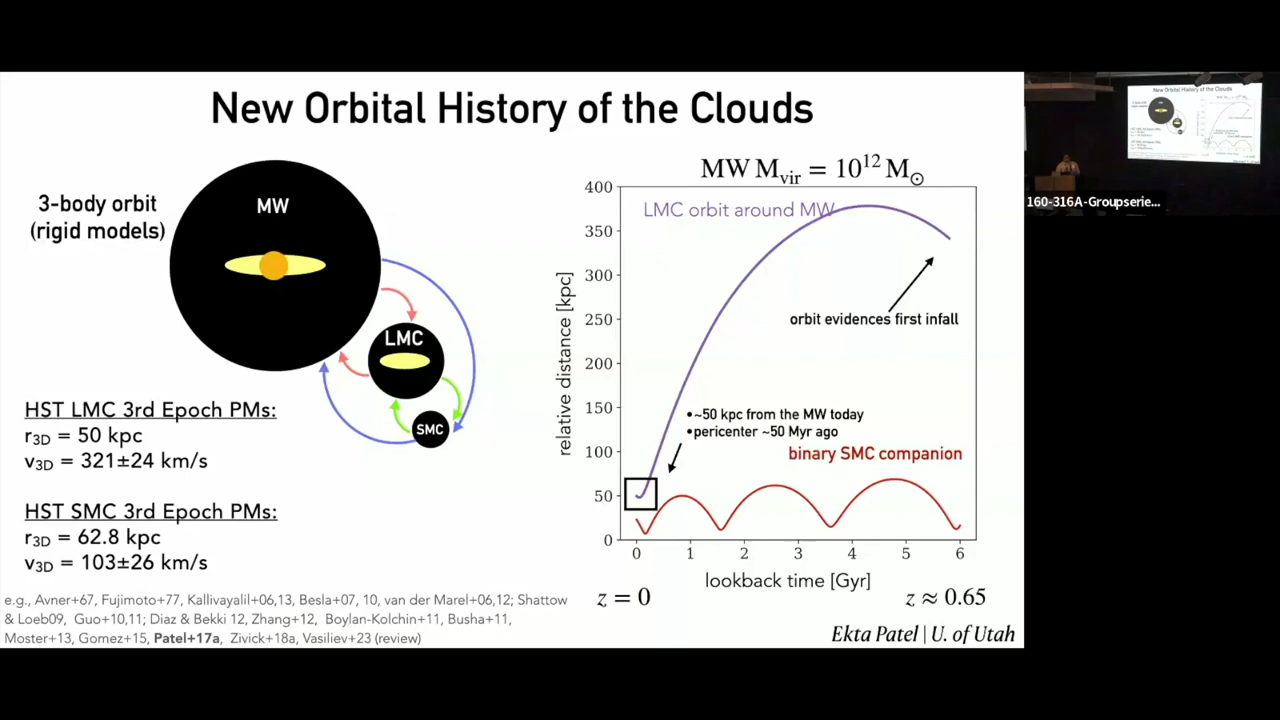 New Orbital History of the Clouds
3-body orbit
(rigid models)
MW
LMC
SMC
HST LMC 3rd Epoch PMs:
r3D = 50 kpc
v3D = 321±24 km/s
HST SMC 3rd Epoch PMs:
r3D = 62.8 kpc
v3D = 103±26 km/s
e.g., Avner+67, Fujimoto+77, Kallivayalil+06,13, Besla+07, 10, van der Marel+06,12; Shattow
& Loeb09, Guo+10,11; Diaz & Bekki 12, Zhang+12, Boylan-Kolchin+11, Busha+11,
Moster+13, Gomez+15, Patel+17a, Zivick+18a, Vasiliev+23 (review)
MW Mvir = 10^12 M⊙
400
350
300
250
200
150
100
50
0
relative distance [kpc]
LMC orbit around MW
orbit evidences first infall
•~50 kpc from the MW today
•pericenter ~50 Myr ago
binary SMC companion
0 1 2 3 4 5 6
lookback time [Gyr]
z = 0
z ≈ 0.65
Ekta Patel | U. of Utah
New Orbital History of the Clouds
160-316A-Groupserie...